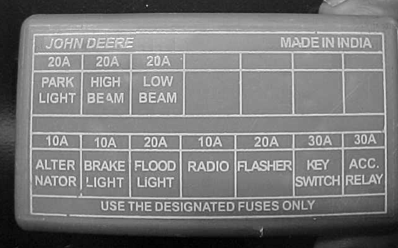 JOHN DEERE MADE IN INDIA
20A 20A 20A
PARK HIGH LOW
LIGHT BEAM BEAM
10A 10A 20A 10A 20A 30A 30A
ALTER BRAKE FLOOD RADIO FLASHER KEY ACC.
NATOR LIGHT LIGHT SWITCH RELAY
USE THE DESIGNATED FUSES ONLY